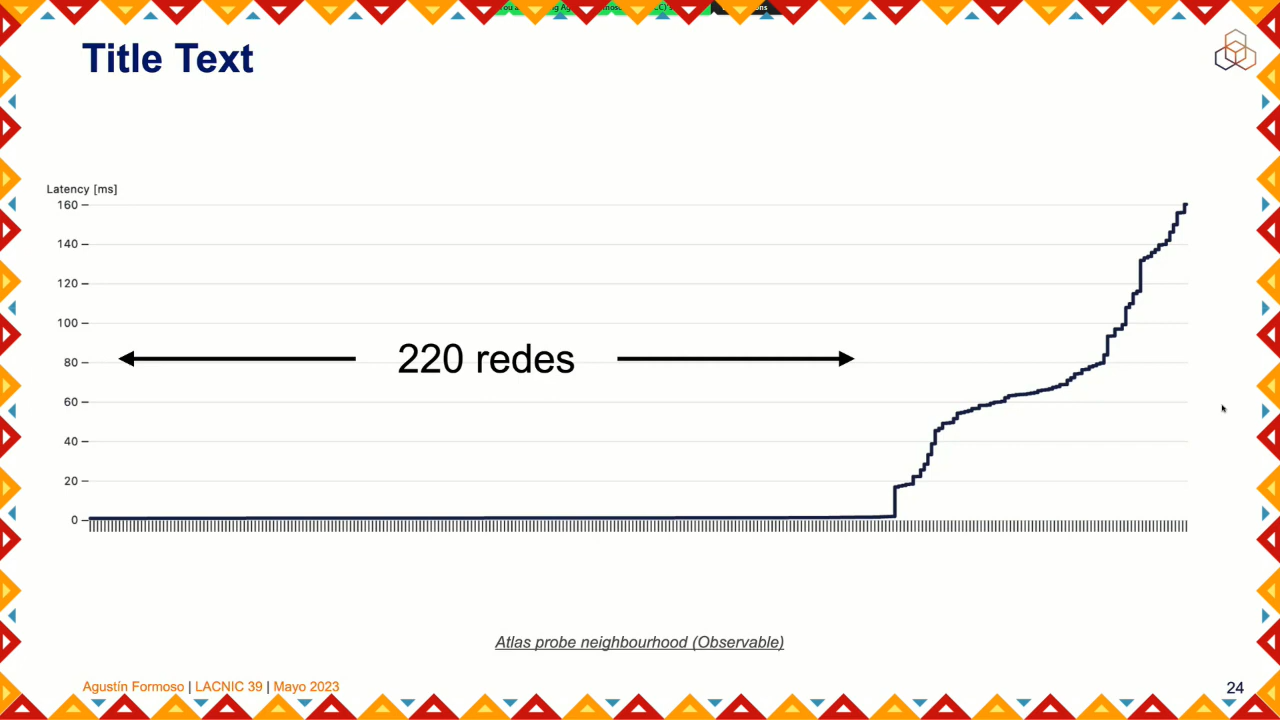 Title Text
Latency [ms]
160
140
120
100
80
60
40
20
0
220 redes
Atlas probe neighbourhood (Observable)
Agustín Formoso | LACNIC 39 | Mayo 2023
24